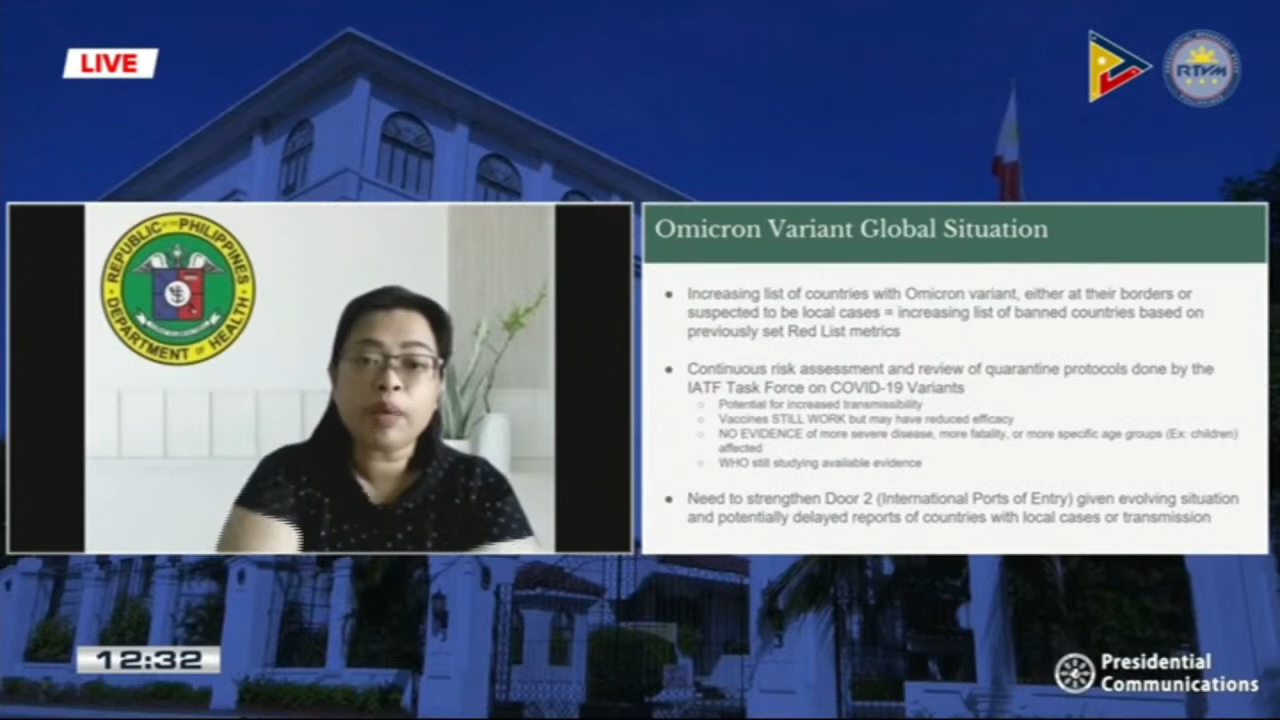 LIVE
RTVM
REPUBLIC OF THE PHILIPPINES
DEPARTMENT OF HEALTH
Omicron Variant Global Situation
Increasing list of countries with Omicron variant, either at their borders or
suspected to be local cases = increasing list of banned countries based on
previously set Red List metrics
Continuous risk assessment and review of quarantine protocols done by the
IATF Task Force on COVID-19 Variants
Potential for increased transmissibility
Vaccines STILL WORK but may have reduced efficacy
NO EVIDENCE of more severe disease, more fatality, or more specific age groups (Ex: children)
affected
WHO still studying available evidence
Need to strengthen Door 2 (International Ports of Entry) given evolving situation
and potentially delayed reports of countries with local cases or transmission
12:32
Presidential
Communications